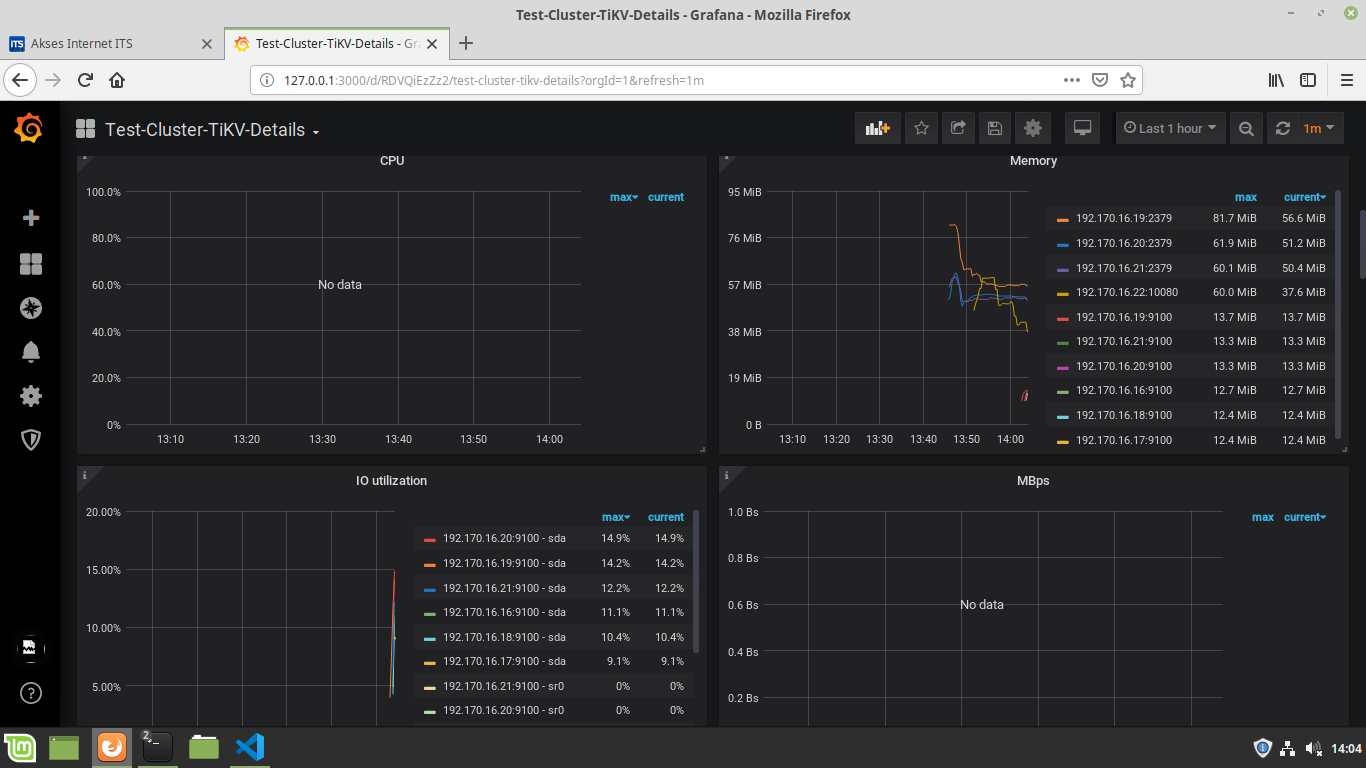 Test-Cluster-TiKV-Details - Grafana - Mozilla Firefox
ITS Akses Internet ITS
Test-Cluster-TiKV-Details - Gr
127.0.0.1:3000/d/RDVQiEzZz2/test-cluster-tikv-details?orgId=1&refresh=1m
Test-Cluster-TiKV-Details
Last 1 hour
1m
CPU
max current
100.0%
80.0%
60.0%
40.0%
20.0%
0%
No data
13:10 13:20 13:30 13:40 13:50 14:00
Memory
95 MiB
76 MiB
57 MiB
38 MiB
19 MiB
0 B
13:10 13:20 13:30 13:40 13:50 14:00
max current
192.170.16.19:2379 81.7 MiB 56.6 MiB
192.170.16.20:2379 61.9 MiB 51.2 MiB
192.170.16.21:2379 60.1 MiB 50.4 MiB
192.170.16.22:10080 60.0 MiB 37.6 MiB
192.170.16.19:9100 13.7 MiB 13.7 MiB
192.170.16.21:9100 13.3 MiB 13.3 MiB
192.170.16.20:9100 13.3 MiB 13.3 MiB
192.170.16.16:9100 12.7 MiB 12.7 MiB
192.170.16.18:9100 12.4 MiB 12.4 MiB
192.170.16.17:9100 12.4 MiB 12.4 MiB
IO utilization
20.00%
15.00%
10.00%
5.00%
max current
192.170.16.20:9100 - sda 14.9% 14.9%
192.170.16.19:9100 - sda 14.2% 14.2%
192.170.16.21:9100 - sda 12.2% 12.2%
192.170.16.16:9100 - sda 11.1% 11.1%
192.170.16.18:9100 - sda 10.4% 10.4%
192.170.16.17:9100 - sda 9.1% 9.1%
192.170.16.21:9100 - sr0 0% 0%
192.170.16.20:9100 - sr0 0% 0%
MBps
max current
1.0 Bs
0.8 Bs
0.6 Bs
0.4 Bs
0.2 Bs
No data
2
14:04